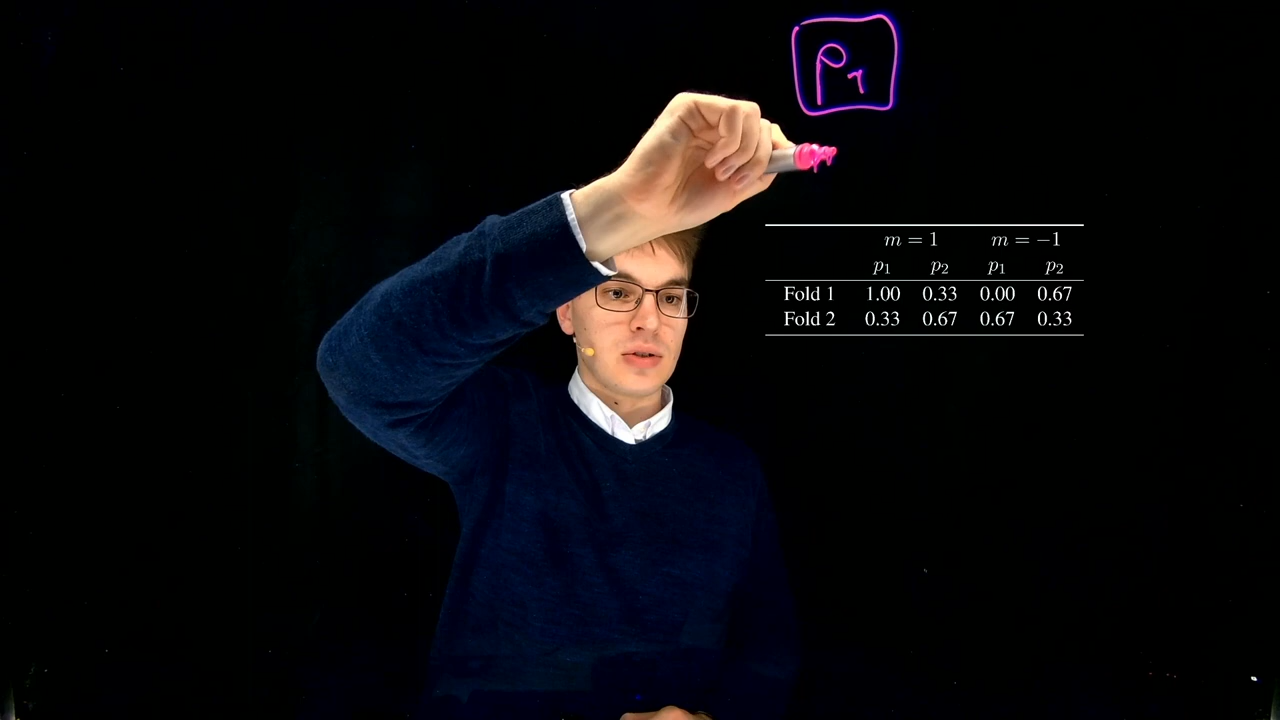 p₁
m = 1 m = −1
p₁ p₂ p₁ p₂
Fold 1 1.00 0.33 0.00 0.67
Fold 2 0.33 0.67 0.67 0.33